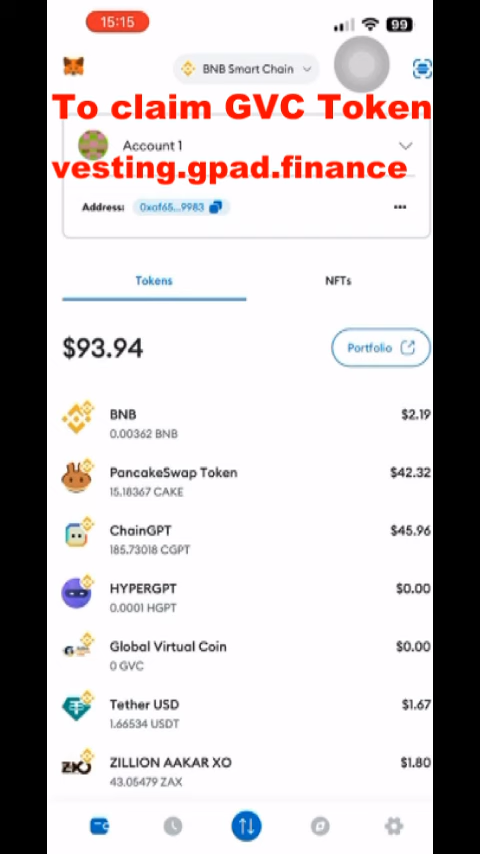 15:15
99
BNB Smart Chain
To claim GVC Token
Account 1
vesting.gpad.finance
Address: 0xaf65...9983
Tokens NFTs
$93.94 Portfolio
BNB $2.19
0.00362 BNB
PancakeSwap Token $42.32
15.18367 CAKE
ChainGPT $45.96
185.73018 CGPT
HYPERGPT $0.00
0.0001 HGPT
Global Virtual Coin $0.00
0 GVC
Tether USD $1.67
1.66534 USDT
ZILLION AAKAR XO $1.80
43.05479 ZAX